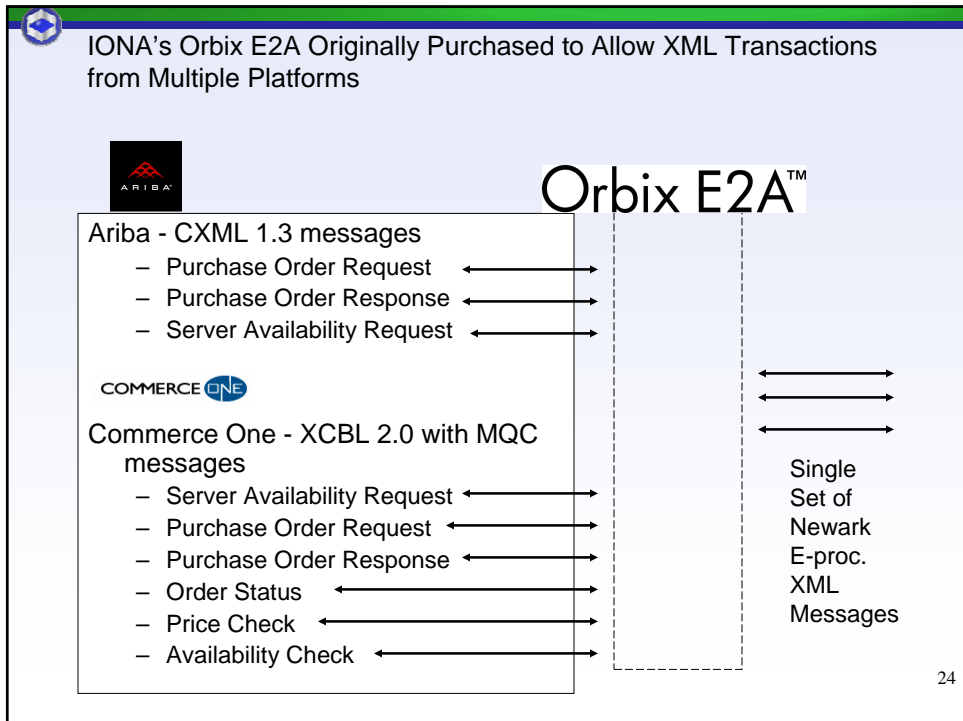 IONA's Orbix E2A Originally Purchased to Allow XML Transactions
from Multiple Platforms
ARIBA
Orbix E2A™
Ariba - CXML 1.3 messages
– Purchase Order Request
– Purchase Order Response
– Server Availability Request
COMMERCE ONE
Commerce One - XCBL 2.0 with MQC
messages
– Server Availability Request
– Purchase Order Request
– Purchase Order Response
– Order Status
– Price Check
– Availability Check
Single
Set of
Newark
E-proc.
XML
Messages
24